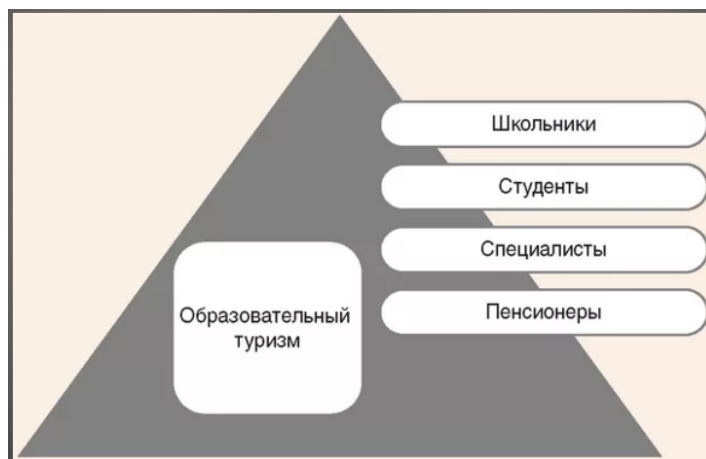 Школьники
Студенты
Специалисты
Пенсионеры
Образовательный
туризм